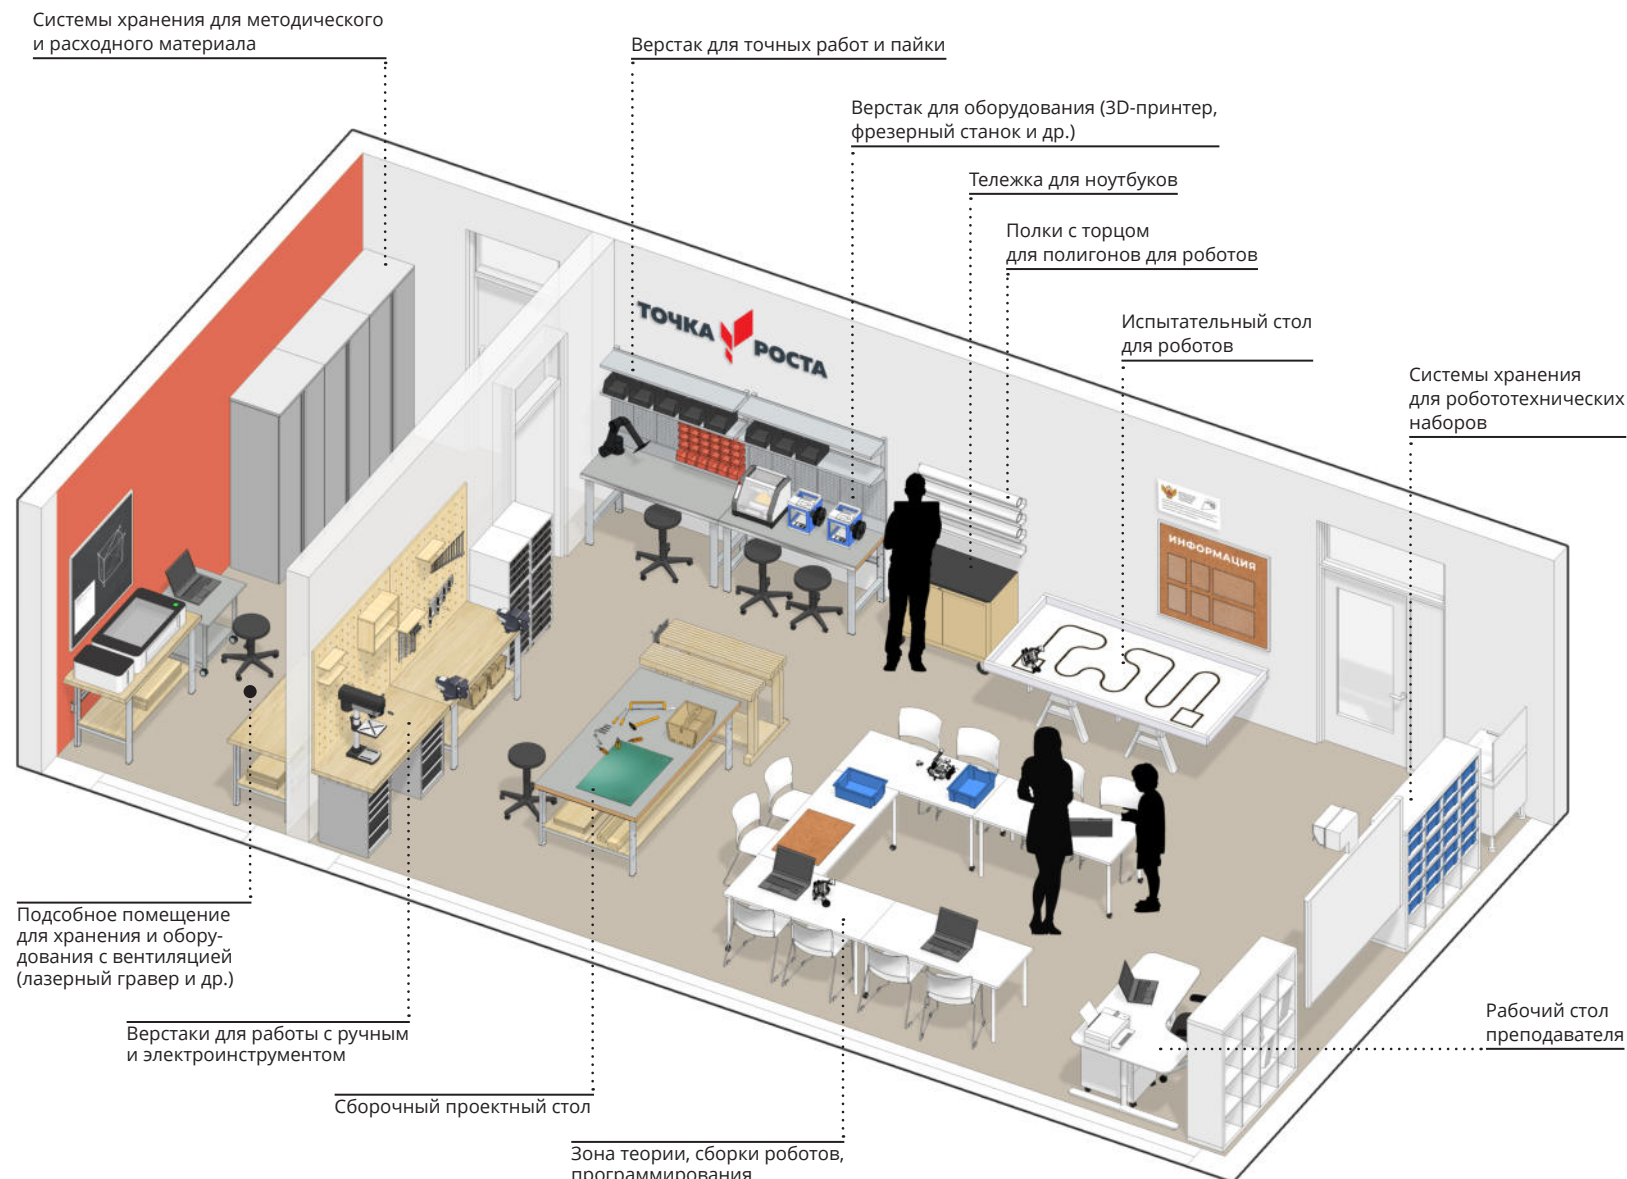 Системы хранения для методического
и расходного материала
Верстак для точных работ и пайки
Верстак для оборудования (3D-принтер,
фрезерный станок и др.)
Тележка для ноутбуков
Полки с торцом
для полигонов для роботов
Испытательный стол
для роботов
Системы хранения
для робототехнических
наборов
ТОЧКА
РОСТА
ИНФОРМАЦИЯ
Подсобное помещение
для хранения и обору-
дования с вентиляцией
(лазерный гравер и др.)
Верстаки для работы с ручным
и электроинструментом
Сборочный проектный стол
Зона теории, сборки роботов,
программирования
Рабочий стол
преподавателя